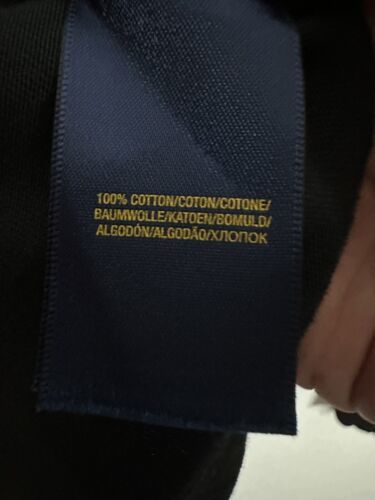 100% COTTON/COTON/COTONE/
BAUMWOLLE/KATOEN/BOMULD/
ALGODÓN/ALGODÃO/ХЛОПОК